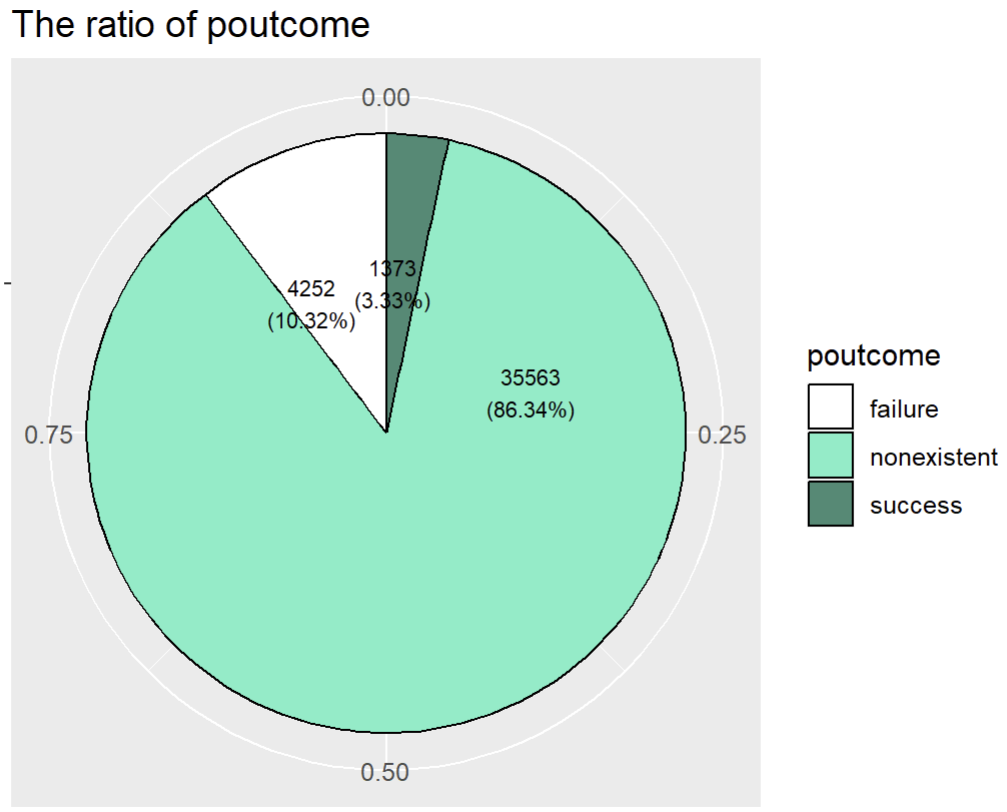 The ratio of poutcome
0.00
1373
(3.33%)
4252
(10.32%)
35563
(86.34%)
0.75
0.25
0.50
poutcome
failure
nonexistent
success